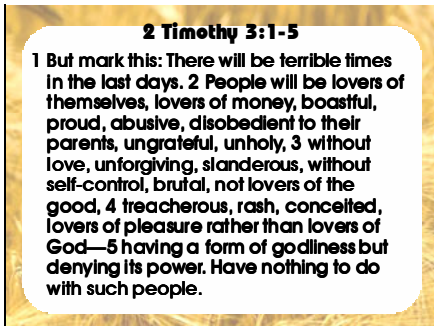 2 Timothy 3:1-5
1 But mark this: There will be terrible times
in the last days. 2 People will be lovers of
themselves, lovers of money, boastful,
proud, abusive, disobedient to their
parents, ungrateful, unholy, 3 without
love, unforgiving, slanderous, without
self-control, brutal, not lovers of the
good, 4 treacherous, rash, conceited,
lovers of pleasure rather than lovers of
God—5 having a form of godliness but
denying its power. Have nothing to do
with such people.